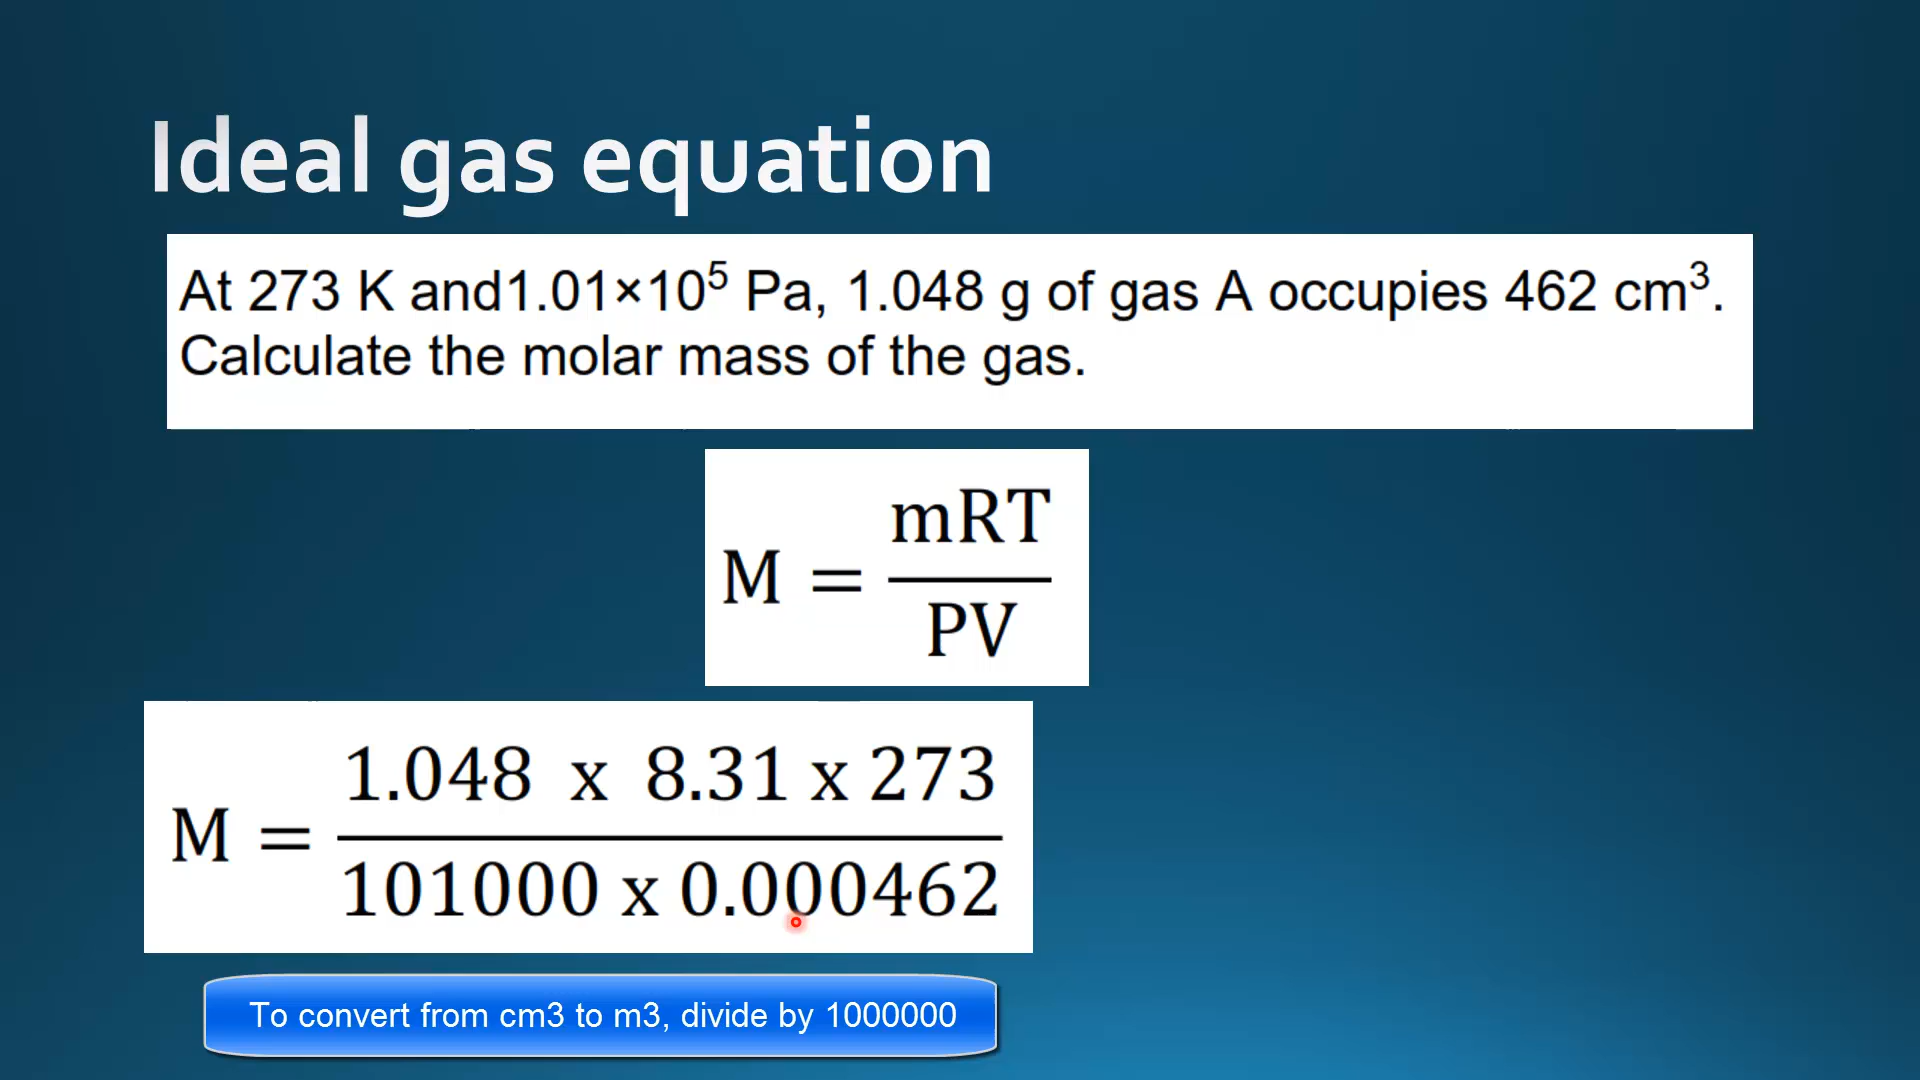 Ideal gas equation
At 273 K and1.01×10⁵ Pa, 1.048 g of gas A occupies 462 cm³.
Calculate the molar mass of the gas.
M = mRT / PV
M = 1.048 x 8.31 x 273 / 101000 x 0.000462
To convert from cm3 to m3, divide by 1000000